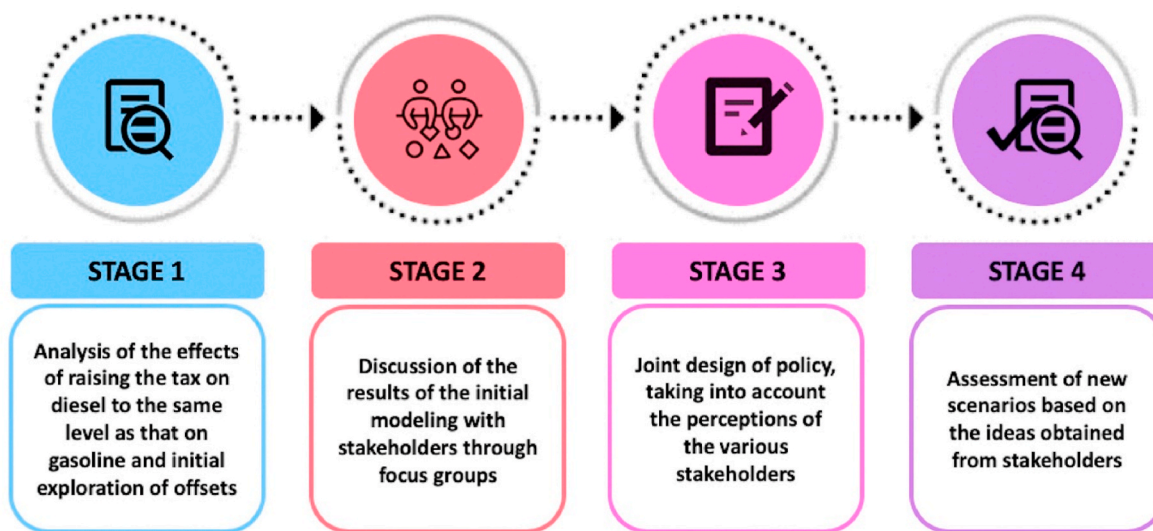 STAGE 1
Analysis of the effects
of raising the tax on
diesel to the same
level as that on
gasoline and initial
exploration of offsets
STAGE 2
Discussion of the
results of the initial
modeling with
stakeholders through
focus groups
STAGE 3
Joint design of policy,
taking into account
the perceptions of
the various
stakeholders
STAGE 4
Assessment of new
scenarios based on
the ideas obtained
from stakeholders